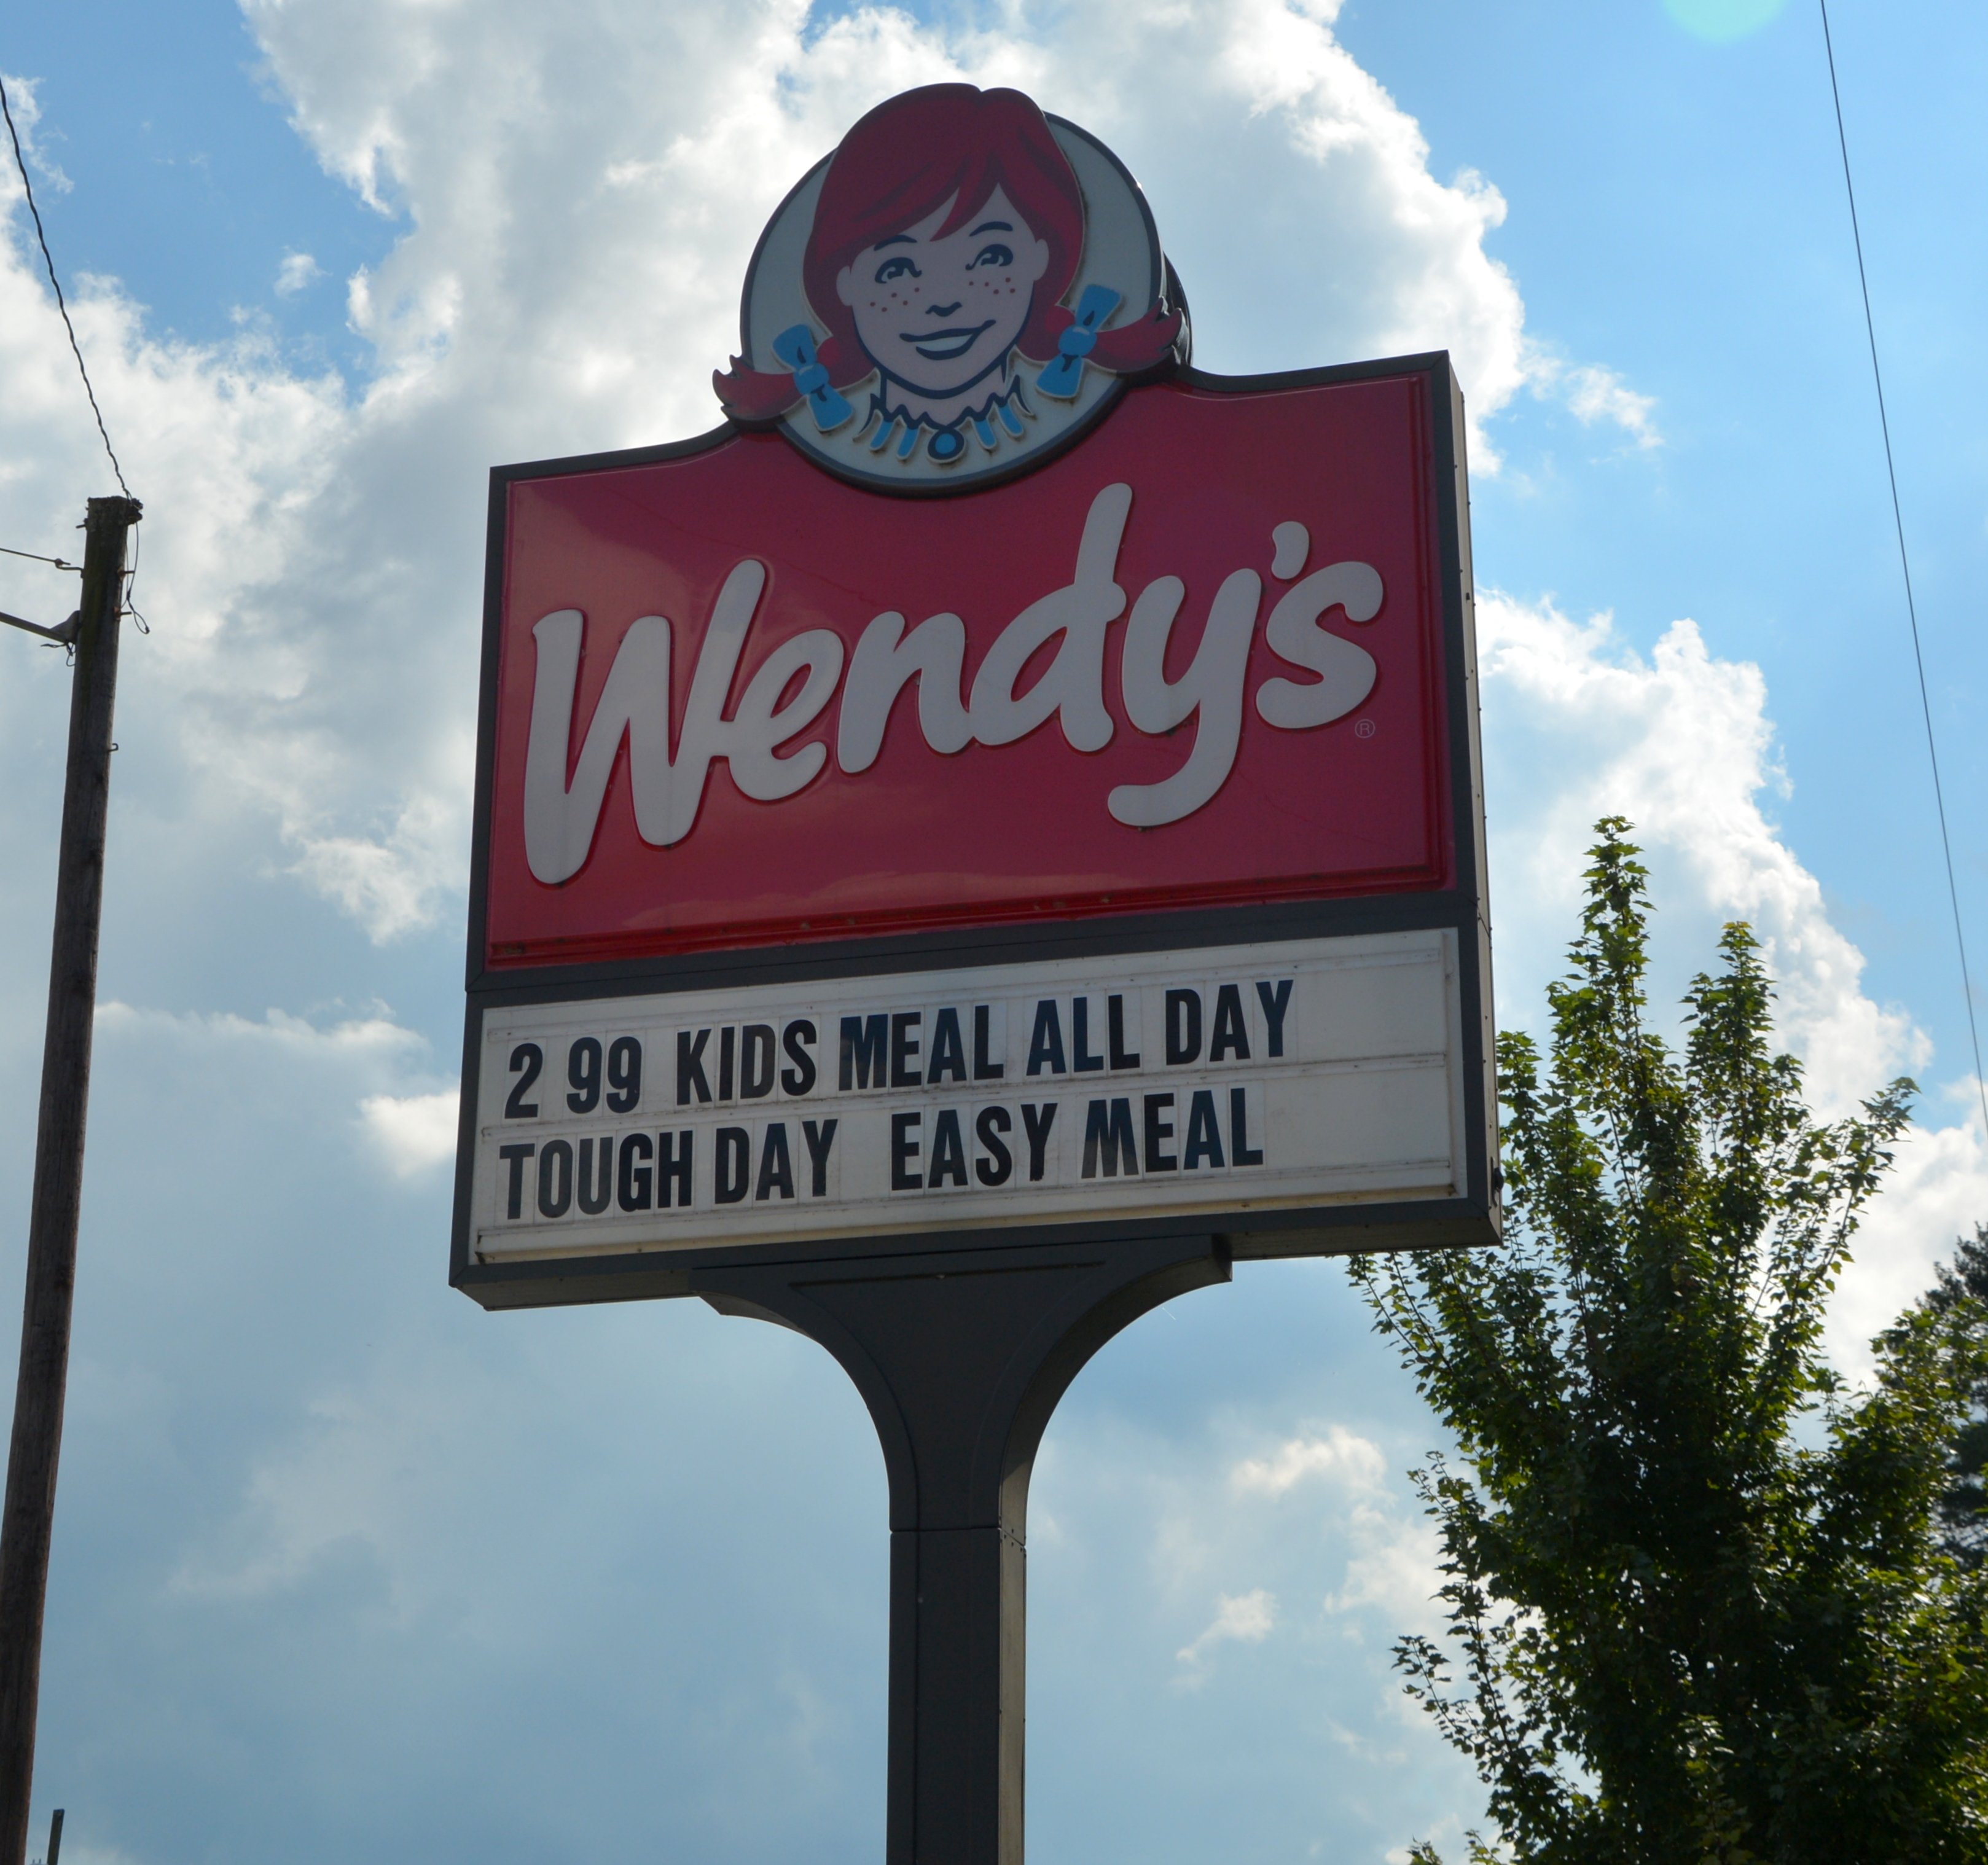 Wendy's®
2 99 KIDS MEAL ALL DAY
TOUGH DAY EASY MEAL